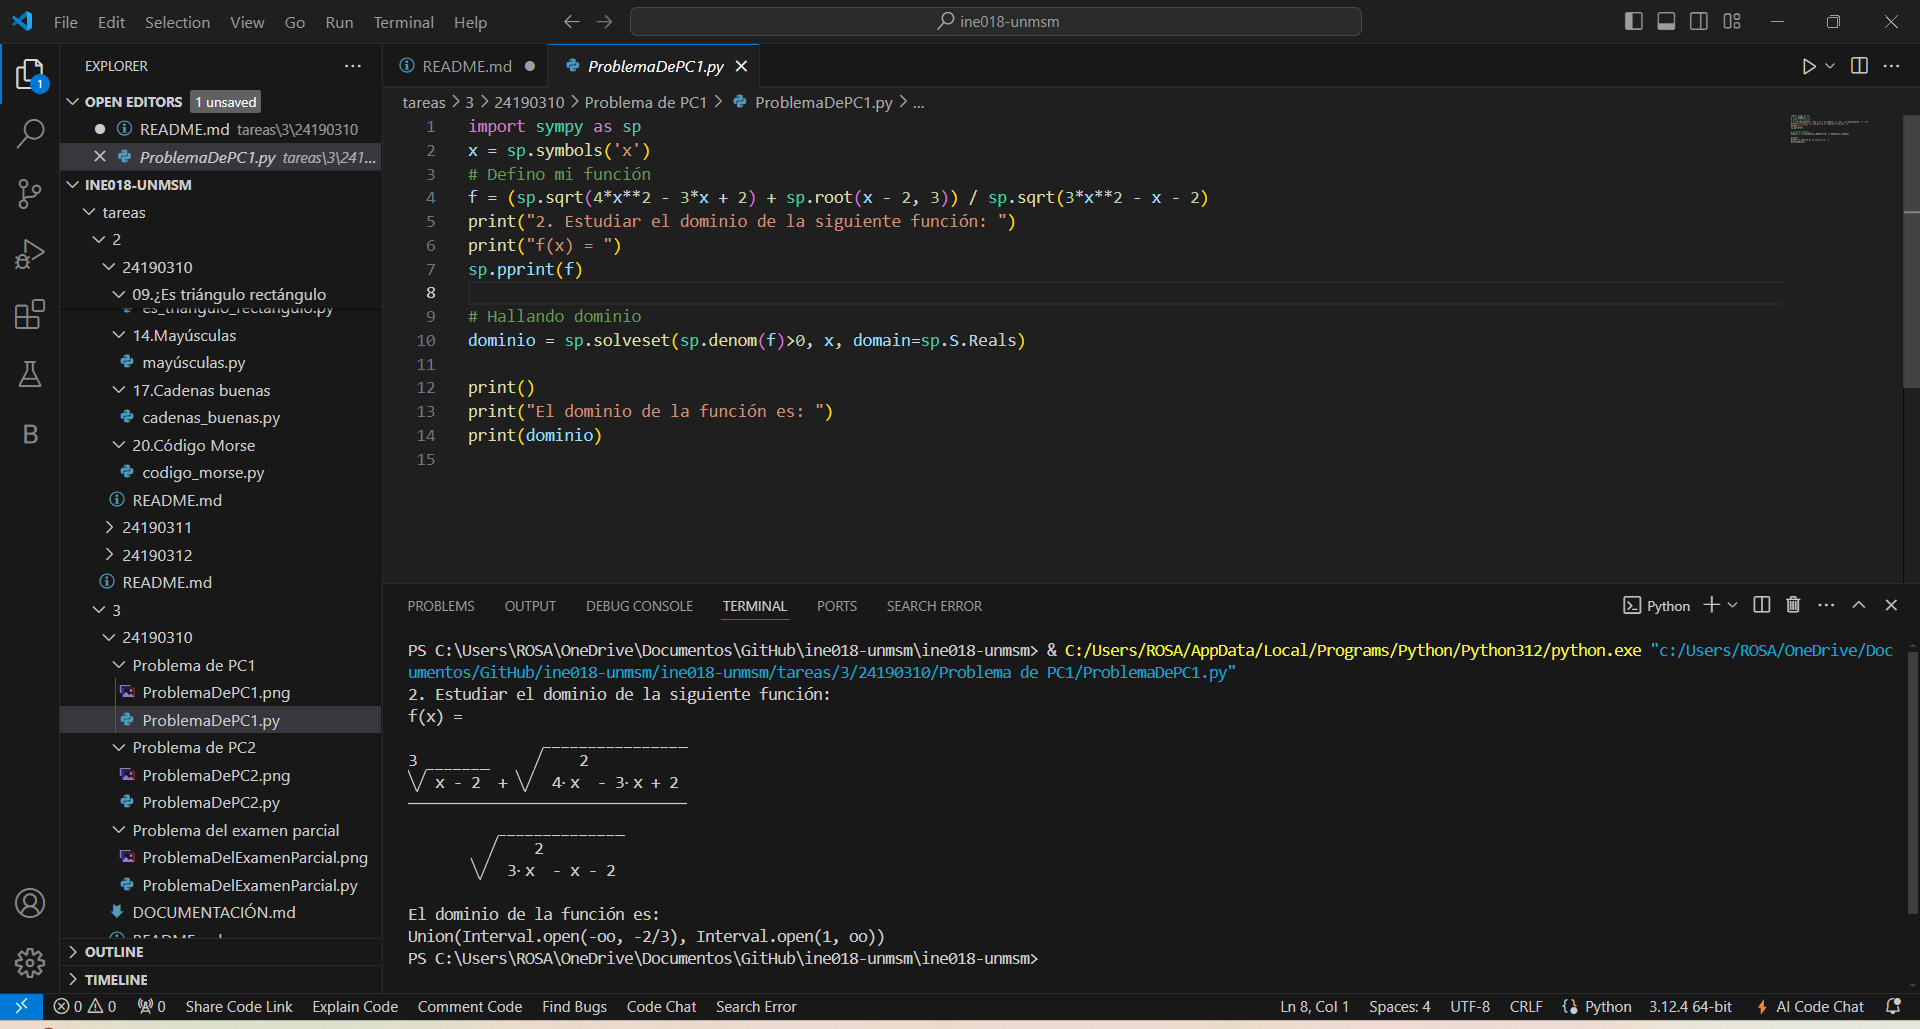 File Edit Selection View Go Run Terminal Help
ine018-unmsm
1
EXPLORER
OPEN EDITORS 1 unsaved
README.md tareas\3\24190310
ProblemaDePC1.py tareas\3\241...
INE018-UNMSM
tareas
2
24190310
09.¿Es triángulo rectángulo
es_triangulo_rectangulo.py
14.Mayúsculas
mayúsculas.py
17.Cadenas buenas
cadenas_buenas.py
20.Código Morse
codigo_morse.py
README.md
24190311
24190312
README.md
3
24190310
Problema de PC1
ProblemaDePC1.png
ProblemaDePC1.py
Problema de PC2
ProblemaDePC2.png
ProblemaDePC2.py
Problema del examen parcial
ProblemaDelExamenParcial.png
ProblemaDelExamenParcial.py
DOCUMENTACIÓN.md
README.md
OUTLINE
TIMELINE
README.md ProblemaDePC1.py
tareas > 3 > 24190310 > Problema de PC1 > ProblemaDePC1.py > ...
1 import sympy as sp
2 x = sp.symbols('x')
3 # Defino mi función
4 f = (sp.sqrt(4*x**2 - 3*x + 2) + sp.root(x - 2, 3)) / sp.sqrt(3*x**2 - x - 2)
5 print("2. Estudiar el dominio de la siguiente función: ")
6 print("f(x) = ")
7 sp.pprint(f)
8
9 # Hallando dominio
10 dominio = sp.solveset(sp.denom(f)>0, x, domain=sp.S.Reals)
11
12 print()
13 print("El dominio de la función es: ")
14 print(dominio)
15
PROBLEMS OUTPUT DEBUG CONSOLE TERMINAL PORTS SEARCH ERROR
Python
PS C:\Users\ROSA\OneDrive\Documentos\GitHub\ine018-unmsm\ine018-unmsm> & C:/Users/ROSA/AppData/Local/Programs/Python/Python312/python.exe "c:/Users/ROSA/OneDrive/Doc
umentos/GitHub/ine018-unmsm/ine018-unmsm/tareas/3/24190310/Problema de PC1/ProblemaDePC1.py"
2. Estudiar el dominio de la siguiente función:
f(x) =
3 2
√ x - 2 + √ 4·x - 3·x + 2
2
√ 3·x - x - 2
El dominio de la función es:
Union(Interval.open(-oo, -2/3), Interval.open(1, oo))
PS C:\Users\ROSA\OneDrive\Documentos\GitHub\ine018-unmsm\ine018-unmsm>
0 0 0 Share Code Link Explain Code Comment Code Find Bugs Code Chat Search Error Ln 8, Col 1 Spaces: 4 UTF-8 CRLF {} Python 3.12.4 64-bit AI Code Chat